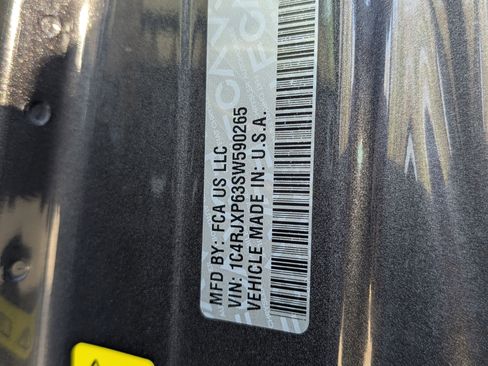 MFD BY: FCA US LLC
VIN: 1C4RJXP63SW590265
VEHICLE MADE IN: U.S.A.